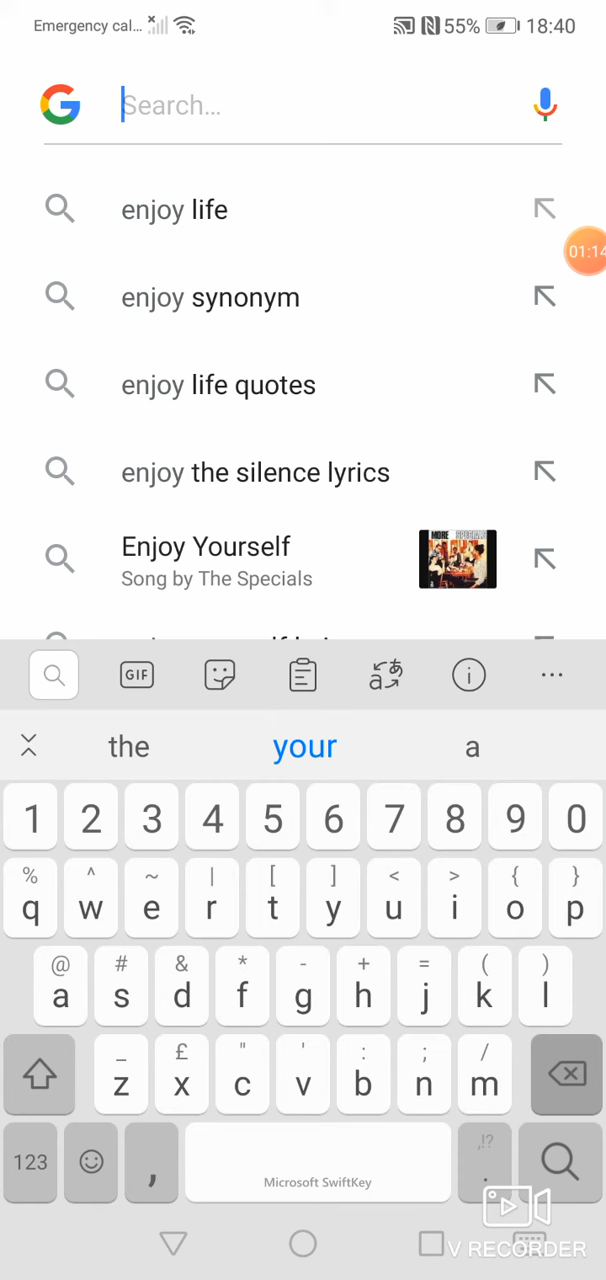 Emergency cal... 55% 18:40
Search...
enjoy life
01:14
enjoy synonym
enjoy life quotes
enjoy the silence lyrics
Enjoy Yourself
Song by The Specials
MORE SPECIALS
GIF
the your a
1 2 3 4 5 6 7 8 9 0
% ^ ~ | [ ] < > { }
q w e r t y u i o p
@ # & * - + = ( )
a s d f g h j k l
_ £ " ' : ; /
z x c v b n m
,!?
123 , .
Microsoft SwiftKey
V RECORDER